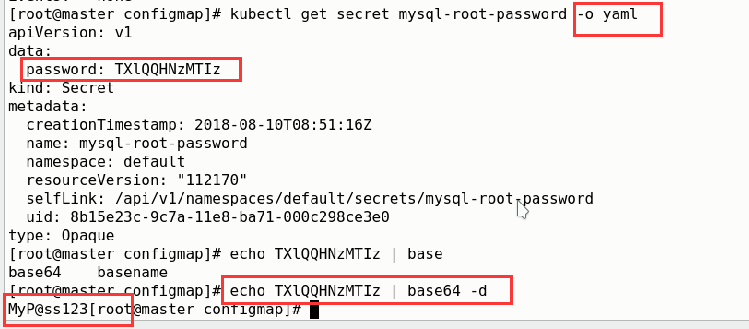 [root@master configmap]# kubectl get secret mysql-root-password -o yaml
apiVersion: v1
data:
  password: TXlQQHNzMTIz
kind: Secret
metadata:
  creationTimestamp: 2018-08-10T08:51:16Z
  name: mysql-root-password
  namespace: default
  resourceVersion: "112170"
  selfLink: /api/v1/namespaces/default/secrets/mysql-root-password
  uid: 8b15e23c-9c7a-11e8-ba71-000c298ce3e0
type: Opaque
[root@master configmap]# echo TXlQQHNzMTIz | base
base64    basename
[root@master configmap]# echo TXlQQHNzMTIz | base64 -d
MyP@ss123[root@master configmap]#